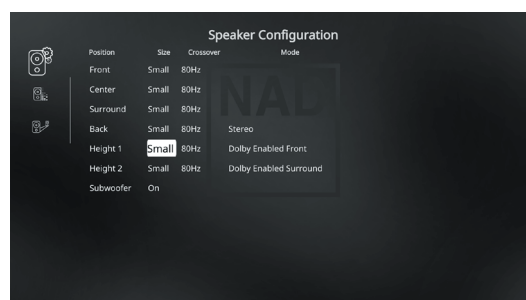 Speaker Configuration
Position Size Crossover Mode
Front Small 80Hz
Center Small 80Hz
Surround Small 80Hz
Back Small 80Hz Stereo
Height 1 Small 80Hz Dolby Enabled Front
Height 2 Small 80Hz Dolby Enabled Surround
Subwoofer On
NAD